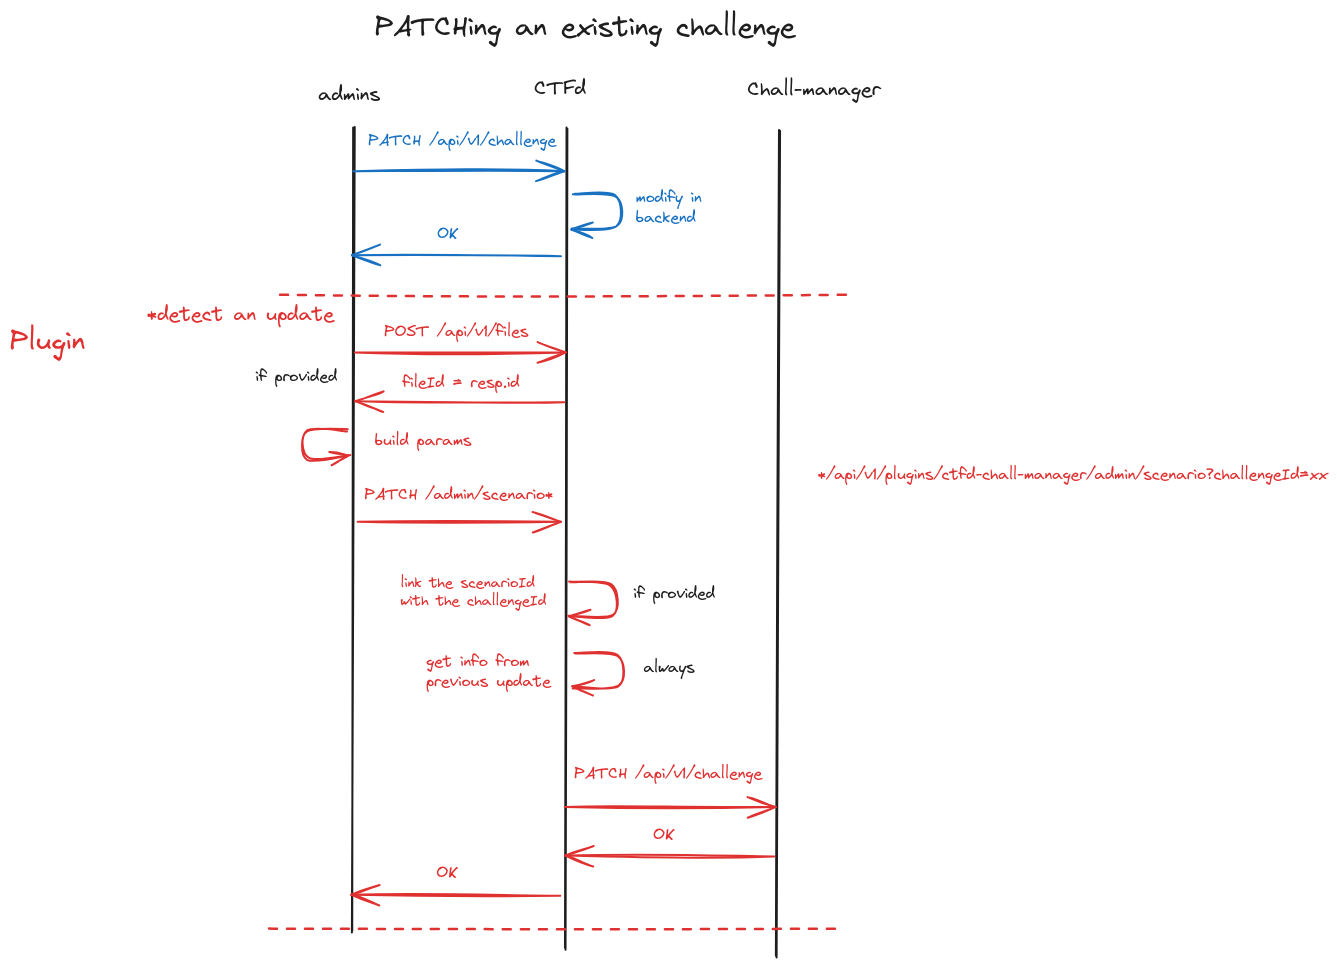 PATCHing an existing challenge
admins
CTFd
Chall-manager
PATCH /api/v1/challenge
modify in
backend
OK
*detect an update
Plugin
POST /api/v1/files
if provided
fileId = resp.id
build params
*/api/v1/plugins/ctfd-chall-manager/admin/scenario?challengeId=xx
PATCH /admin/scenario*
link the scenarioId
with the challengeId
if provided
get info from
previous update
always
PATCH /api/v1/challenge
OK
OK